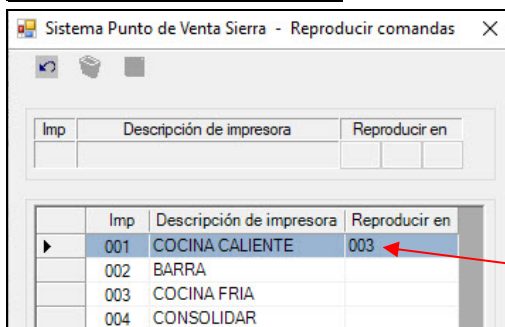 Sistema Punto de Venta Sierra - Reproducir comandas
Imp Descripción de impresora Reproducir en
Imp Descripción de impresora Reproducir en
001 COCINA CALIENTE 003
002 BARRA
003 COCINA FRIA
004 CONSOLIDAR